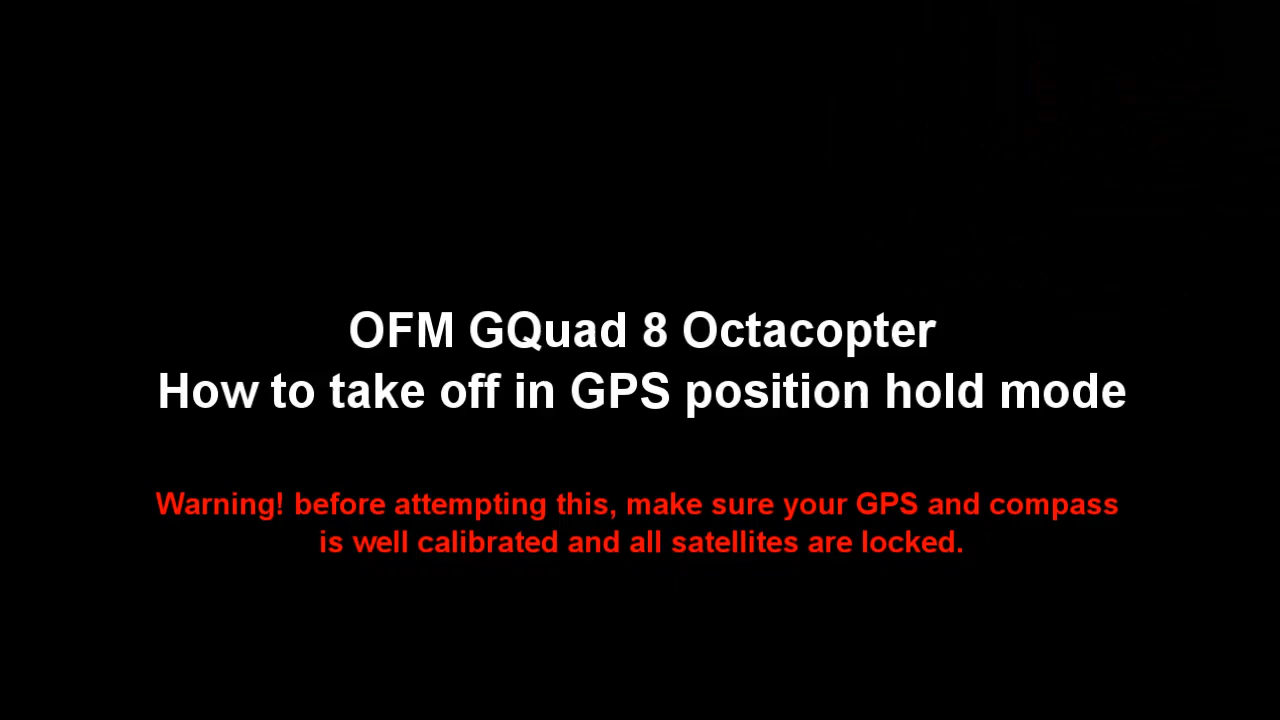 OFM GQuad 8 Octacopter
How to take off in GPS position hold mode
Warning! before attempting this, make sure your GPS and compass
is well calibrated and all satellites are locked.